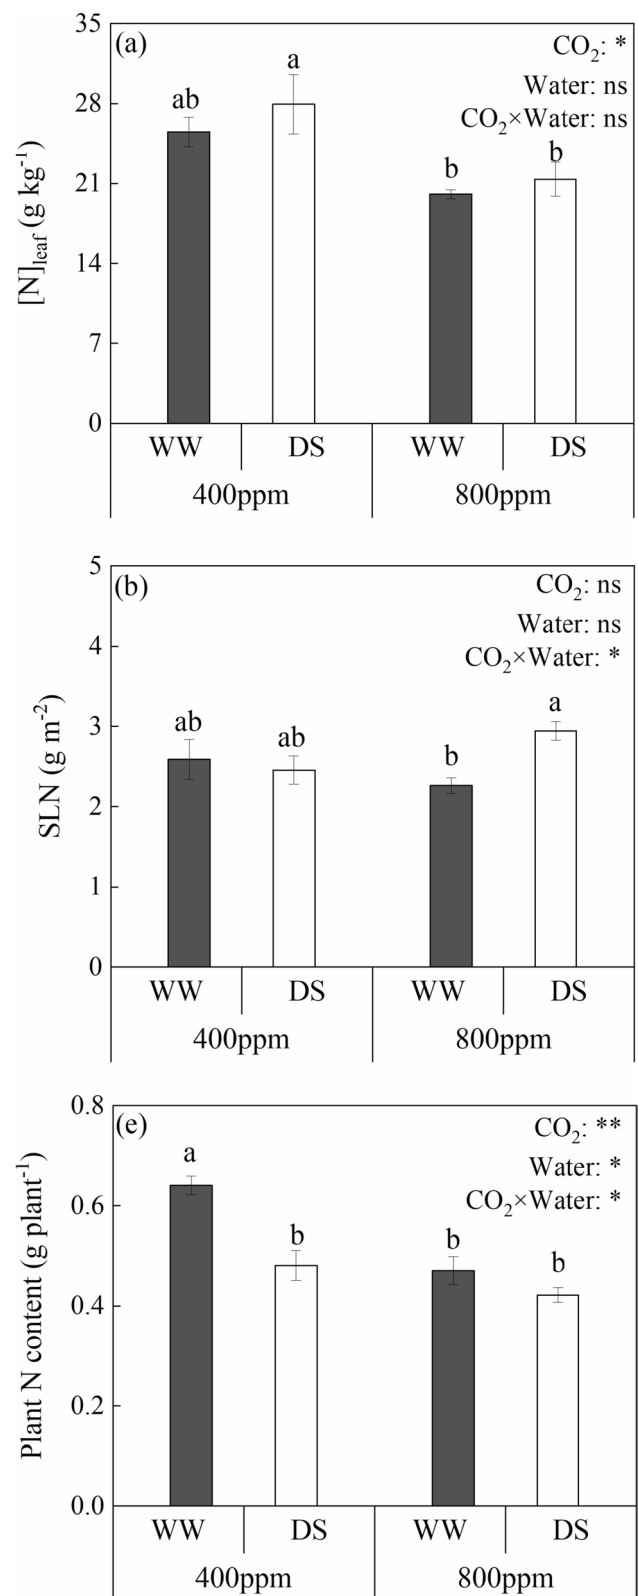 (a)
CO₂: *
Water: ns
CO₂×Water: ns
35
28
21
14
7
0
[N]leaf (g kg⁻¹)
ab
a
b
b
WW DS WW DS
400ppm 800ppm
(b)
CO₂: ns
Water: ns
CO₂×Water: *
5
4
3
2
1
0
SLN (g m⁻²)
ab
ab
b
a
WW DS WW DS
400ppm 800ppm
(e)
CO₂: **
Water: *
CO₂×Water: *
0.8
0.6
0.4
0.2
0.0
Plant N content (g plant⁻¹)
a
b
b
b
WW DS WW DS
400ppm 800ppm